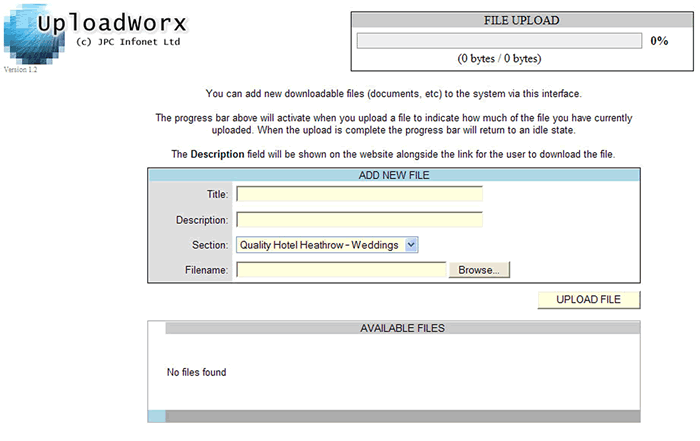 UploadWorx
(c) JPC Infonet Ltd
Version 1.2
FILE UPLOAD
0%
(0 bytes / 0 bytes)
You can add new downloadable files (documents, etc) to the system via this interface.
The progress bar above will activate when you upload a file to indicate how much of the file you have currently
uploaded. When the upload is complete the progress bar will return to an idle state.
The Description field will be shown on the website alongside the link for the user to download the file.
ADD NEW FILE
Title:
Description:
Section: Quality Hotel Heathrow - Weddings
Filename: Browse...
UPLOAD FILE
AVAILABLE FILES
No files found